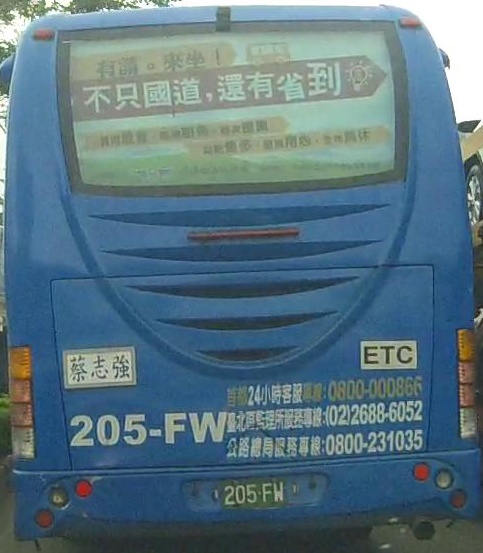 有請。來坐！
不只國道，還有省到
蔡志強
ETC
首都24小時客服專線：0800-000866
205-FW
臺北區監理所服務專線：(02)2688-6052
公路總局服務專線：0800-231035
205-FW